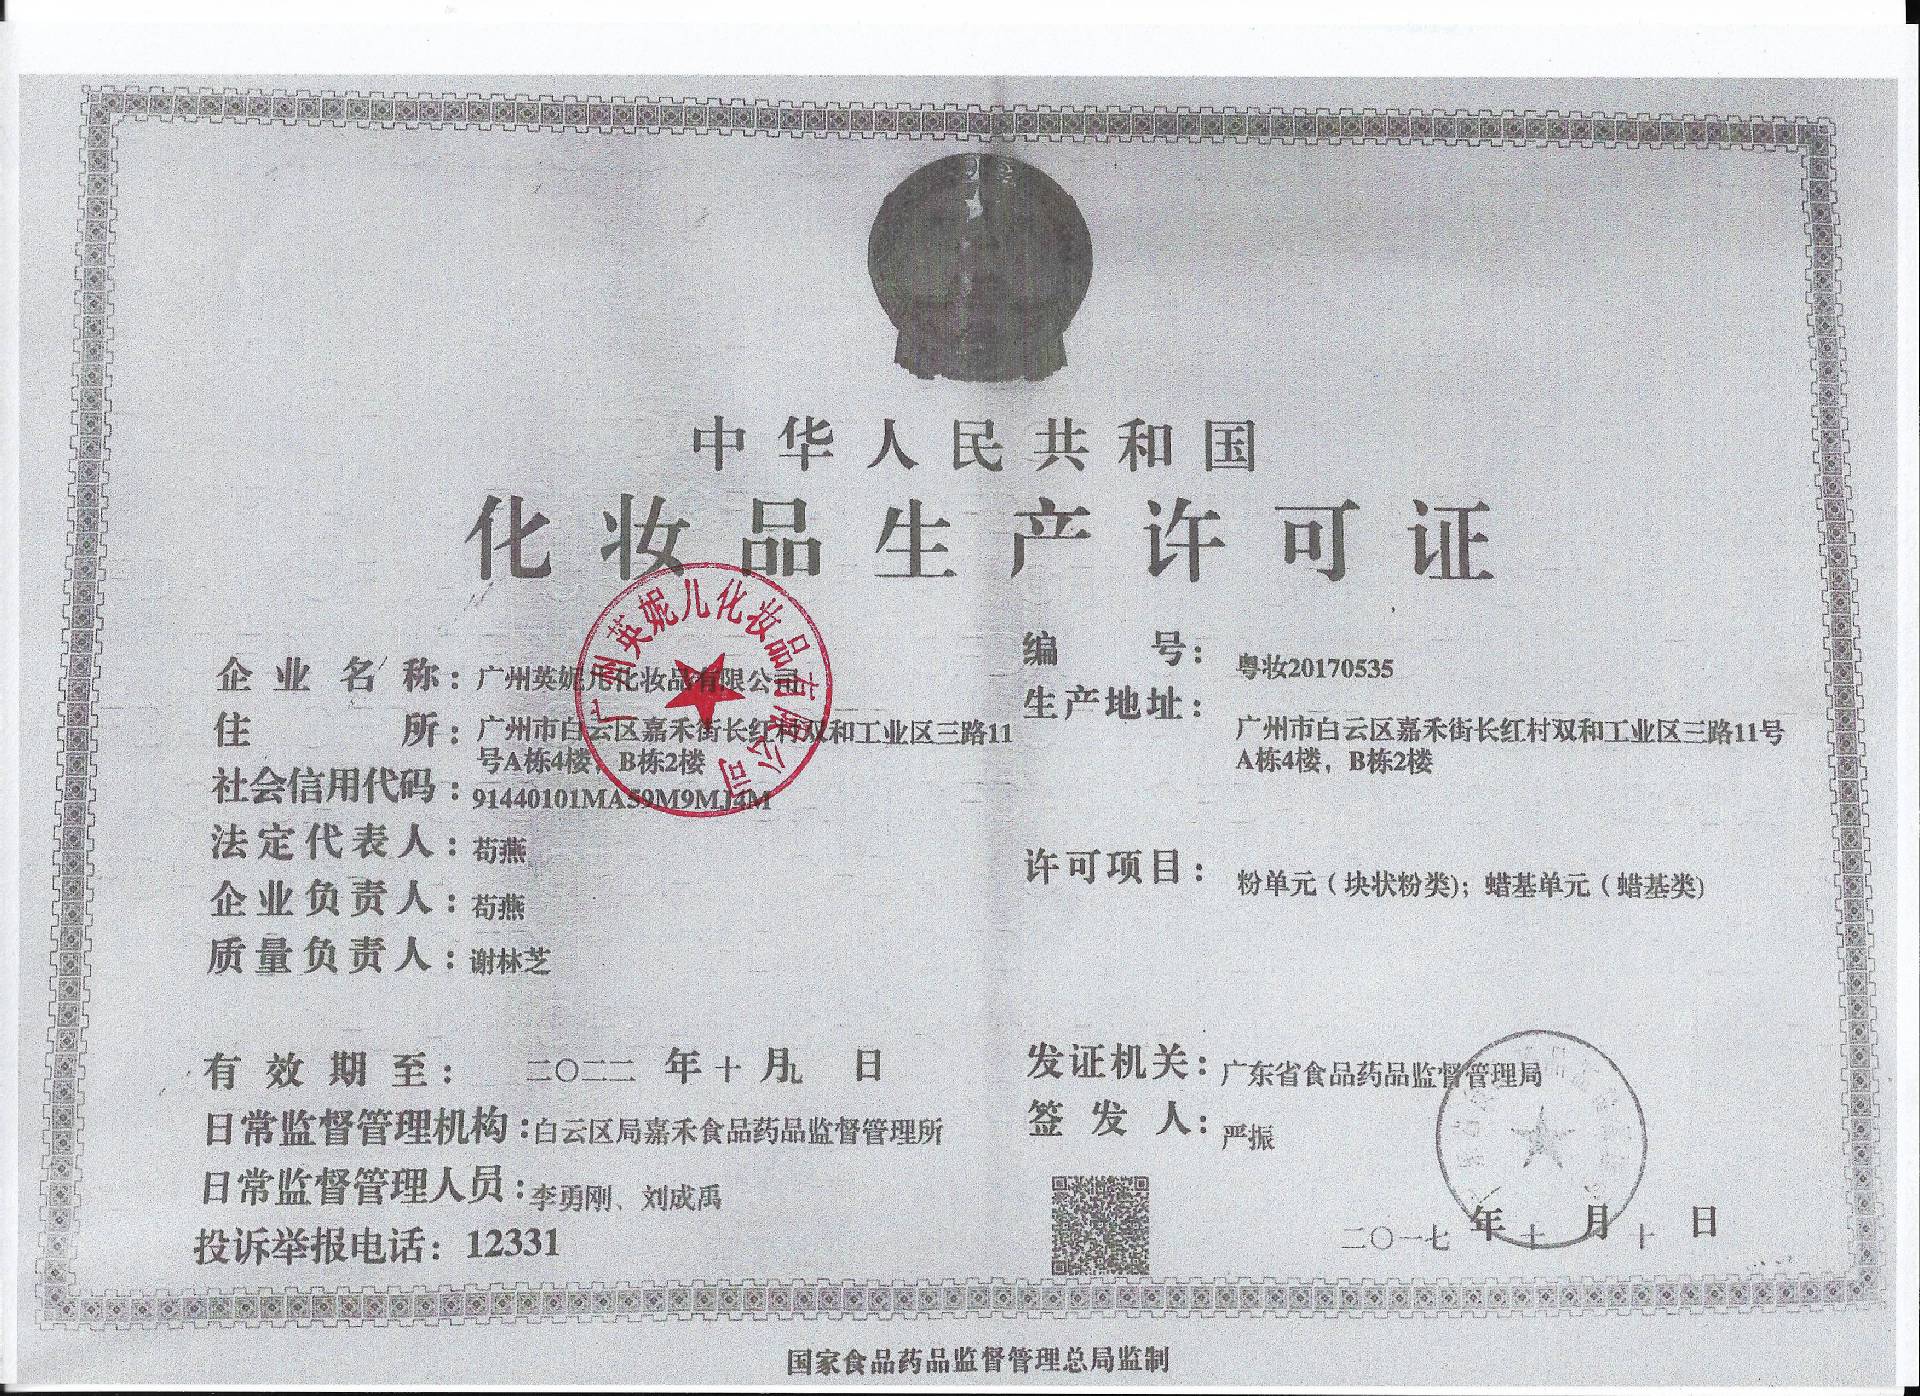 中华人民共和国
化妆品生产许可证
企业名称：广州英妮儿化妆品有限公司
住所：广州市白云区嘉禾街长红村双和工业区三路11
号A栋4楼，B栋2楼
社会信用代码：91440101MA59M9MJ4M
法定代表人：苟燕
企业负责人：苟燕
质量负责人：谢林芝
编号：粤妆20170535
生产地址：广州市白云区嘉禾街长红村双和工业区三路11号
A栋4楼，B栋2楼
许可项目：粉单元（块状粉类)；蜡基单元（蜡基类)
有效期至：二〇二二年十月九日
日常监督管理机构：白云区局嘉禾食品药品监督管理所
日常监督管理人员：李勇刚、刘成禹
投诉举报电话：12331
发证机关：广东省食品药品监督管理局
签发人：严振
二〇一七年十月十日
国家食品药品监督管理总局监制
广州英妮儿化妆品有限公司